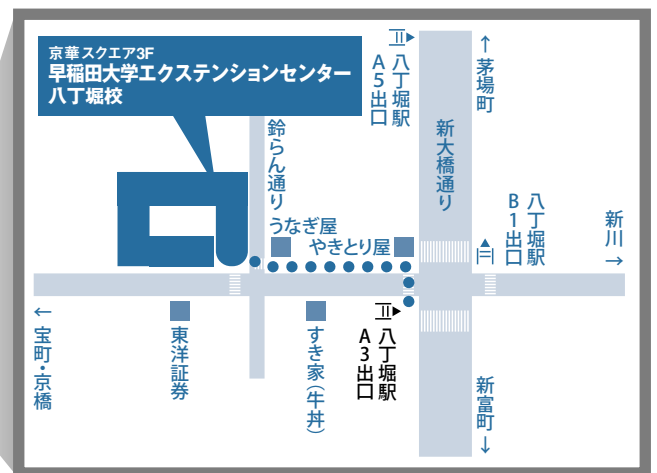 京華スクエア3F
早稲田大学エクステンションセンター
八丁堀校
八丁堀駅
A5出口
↑茅場町
新大橋通り
鈴らん通り
うなぎ屋
やきとり屋
八丁堀駅
B1出口
新川→
←宝町・京橋
東洋証券
すき家(牛丼)
八丁堀駅
A3出口
新富町↓